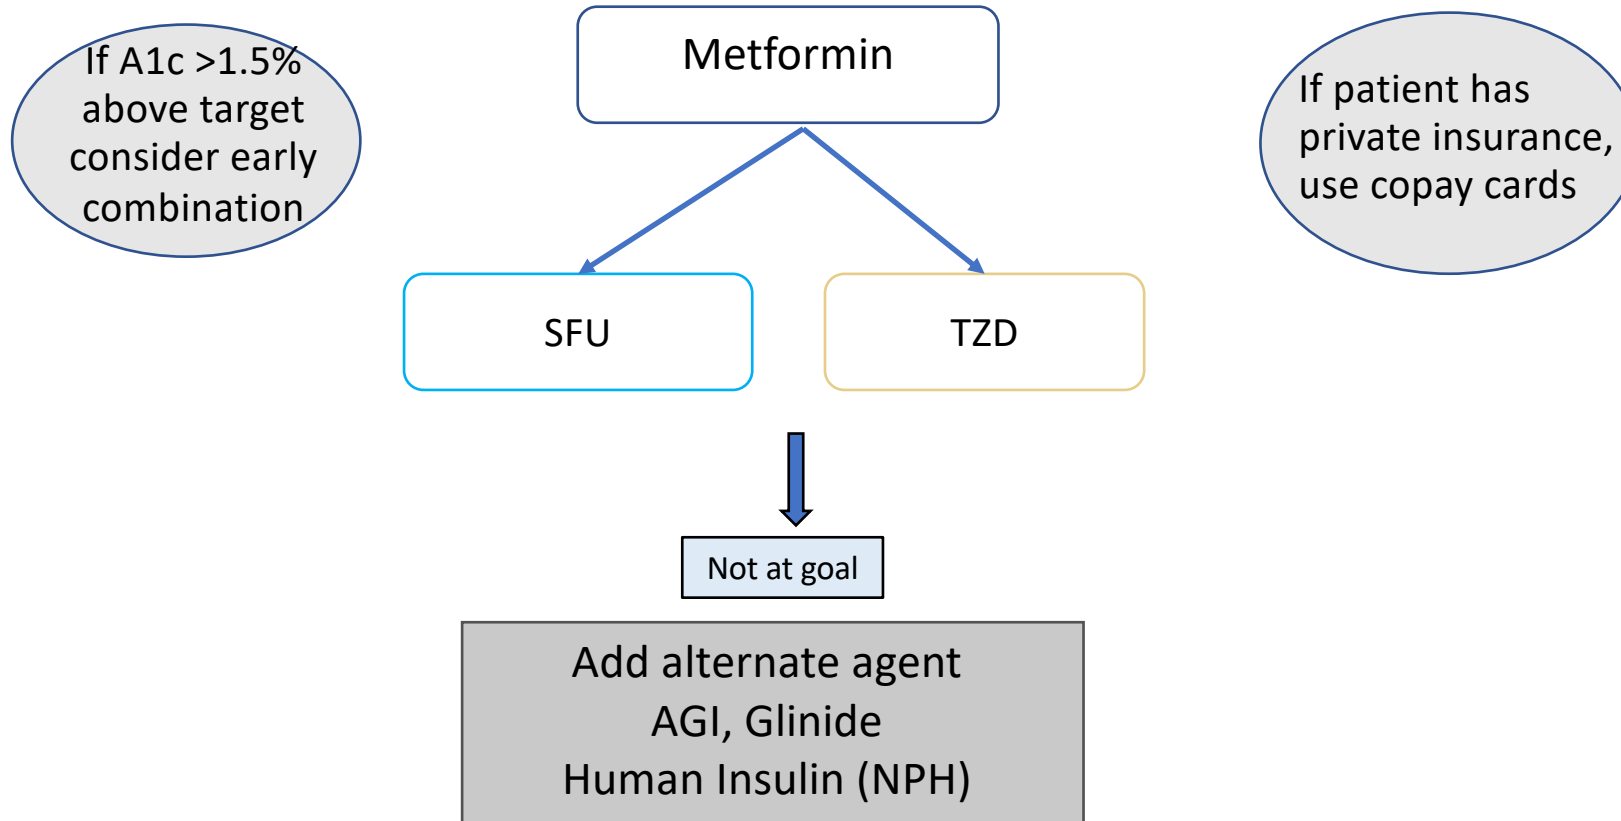 If A1c >1.5%
above target
consider early
combination
Metformin
If patient has
private insurance,
use copay cards
SFU
TZD
Not at goal
Add alternate agent
AGI, Glinide
Human Insulin (NPH)